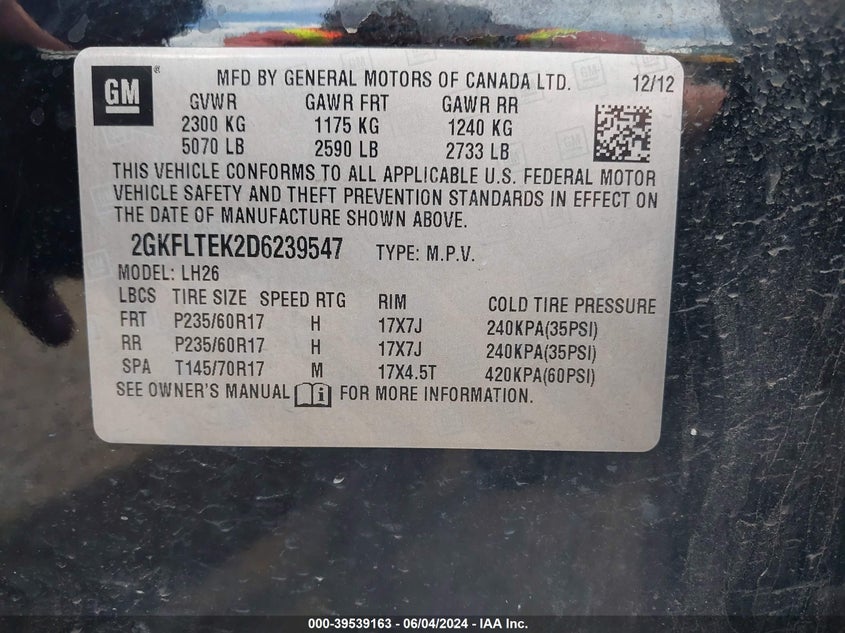 GM ® MFD BY GENERAL MOTORS OF CANADA LTD. 12/12
GVWR GAWR FRT GAWR RR
2300 KG 1175 KG 1240 KG
5070 LB 2590 LB 2733 LB
THIS VEHICLE CONFORMS TO ALL APPLICABLE U.S. FEDERAL MOTOR
VEHICLE SAFETY AND THEFT PREVENTION STANDARDS IN EFFECT ON
THE DATE OF MANUFACTURE SHOWN ABOVE.
2GKFLTEK2D6239547 TYPE: M.P.V.
MODEL: LH26
LBCS TIRE SIZE SPEED RTG RIM COLD TIRE PRESSURE
FRT P235/60R17 H 17X7J 240KPA(35PSI)
RR P235/60R17 H 17X7J 240KPA(35PSI)
SPA T145/70R17 M 17X4.5T 420KPA(60PSI)
SEE OWNER'S MANUAL FOR MORE INFORMATION.
000-39539163 - 06/04/2024 - IAA Inc.